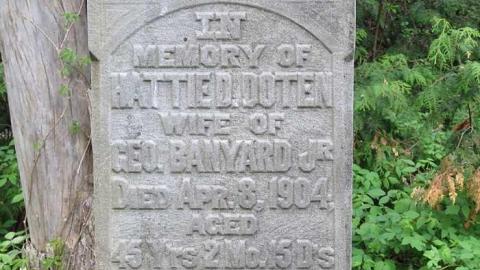 IN
MEMORY OF
HATTIE D. DOTEN
WIFE OF
GEO. BANYARD JR.
DIED APR. 8, 1904,
AGED
45 YRS. 2 MO. 15 D'S